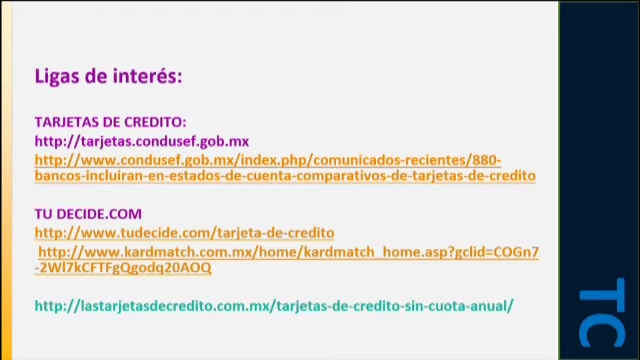 Ligas de interés:
TARJETAS DE CREDITO:
http://tarjetas.condusef.gob.mx
http://www.condusef.gob.mx/index.php/comunicados-recientes/880-
bancos-incluiran-en-estados-de-cuenta-comparativos-de-tarjetas-de-credito
TU DECIDE.COM
http://www.tudecide.com/tarjeta-de-credito
http://www.kardmatch.com.mx/home/kardmatch_home.asp?gclid=COGn7
-2Wl7kCFTFgQgodq20AOQ
http://lastarjetasdecredito.com.mx/tarjetas-de-credito-sin-cuota-anual/
TC